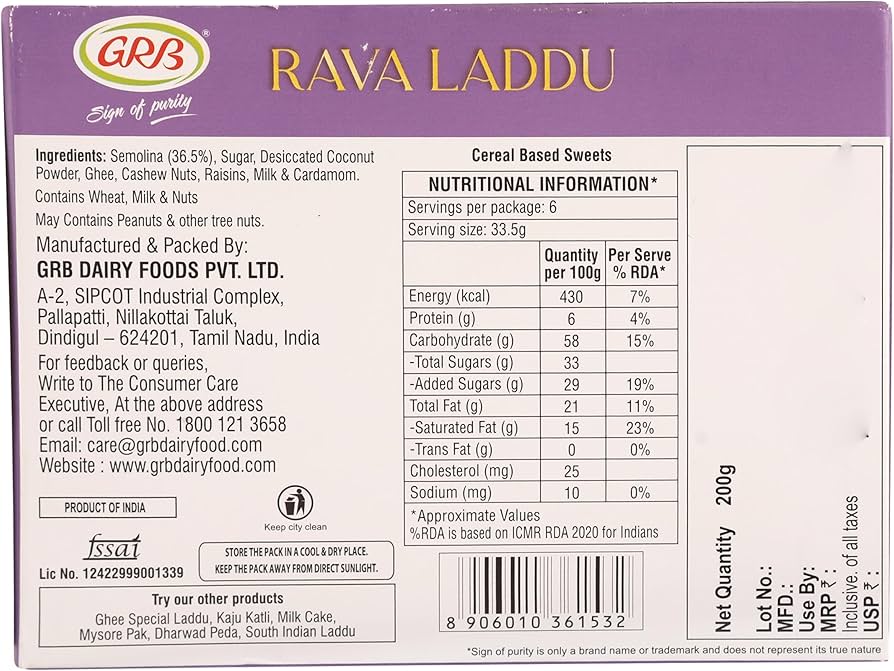 GRB
®
Sign of purity
RAVA LADDU
Ingredients: Semolina (36.5%), Sugar, Desiccated Coconut
Powder, Ghee, Cashew Nuts, Raisins, Milk & Cardamom.
Contains Wheat, Milk & Nuts
May Contains Peanuts & other tree nuts.
Manufactured & Packed By:
GRB DAIRY FOODS PVT. LTD.
A-2, SIPCOT Industrial Complex,
Pallapatti, Nillakottai Taluk,
Dindigul – 624201, Tamil Nadu, India
For feedback or queries,
Write to The Consumer Care
Executive, At the above address
or call Toll free No. 1800 121 3658
Email: care@grbdairyfood.com
Website : www.grbdairyfood.com
PRODUCT OF INDIA
Keep city clean
fssai
Lic No. 12422999001339
STORE THE PACK IN A COOL & DRY PLACE.
KEEP THE PACK AWAY FROM DIRECT SUNLIGHT.
Try our other products
Ghee Special Laddu, Kaju Katli, Milk Cake,
Mysore Pak, Dharwad Peda, South Indian Laddu
Cereal Based Sweets
NUTRITIONAL INFORMATION*
Servings per package: 6
Serving size: 33.5g
Quantity per 100g Per Serve % RDA*
Energy (kcal) 430 7%
Protein (g) 6 4%
Carbohydrate (g) 58 15%
-Total Sugars (g) 33
-Added Sugars (g) 29 19%
Total Fat (g) 21 11%
-Saturated Fat (g) 15 23%
-Trans Fat (g) 0 0%
Cholesterol (mg) 25
Sodium (mg) 10 0%
*Approximate Values
%RDA is based on ICMR RDA 2020 for Indians
8 906010 361532
Net Quantity 200g
Lot No.:
MFD.:
Use By:
MRP ₹ :
Inclusive. of all taxes
USP ₹ :
*Sign of purity is only a brand name or trademark and does not represent its true nature